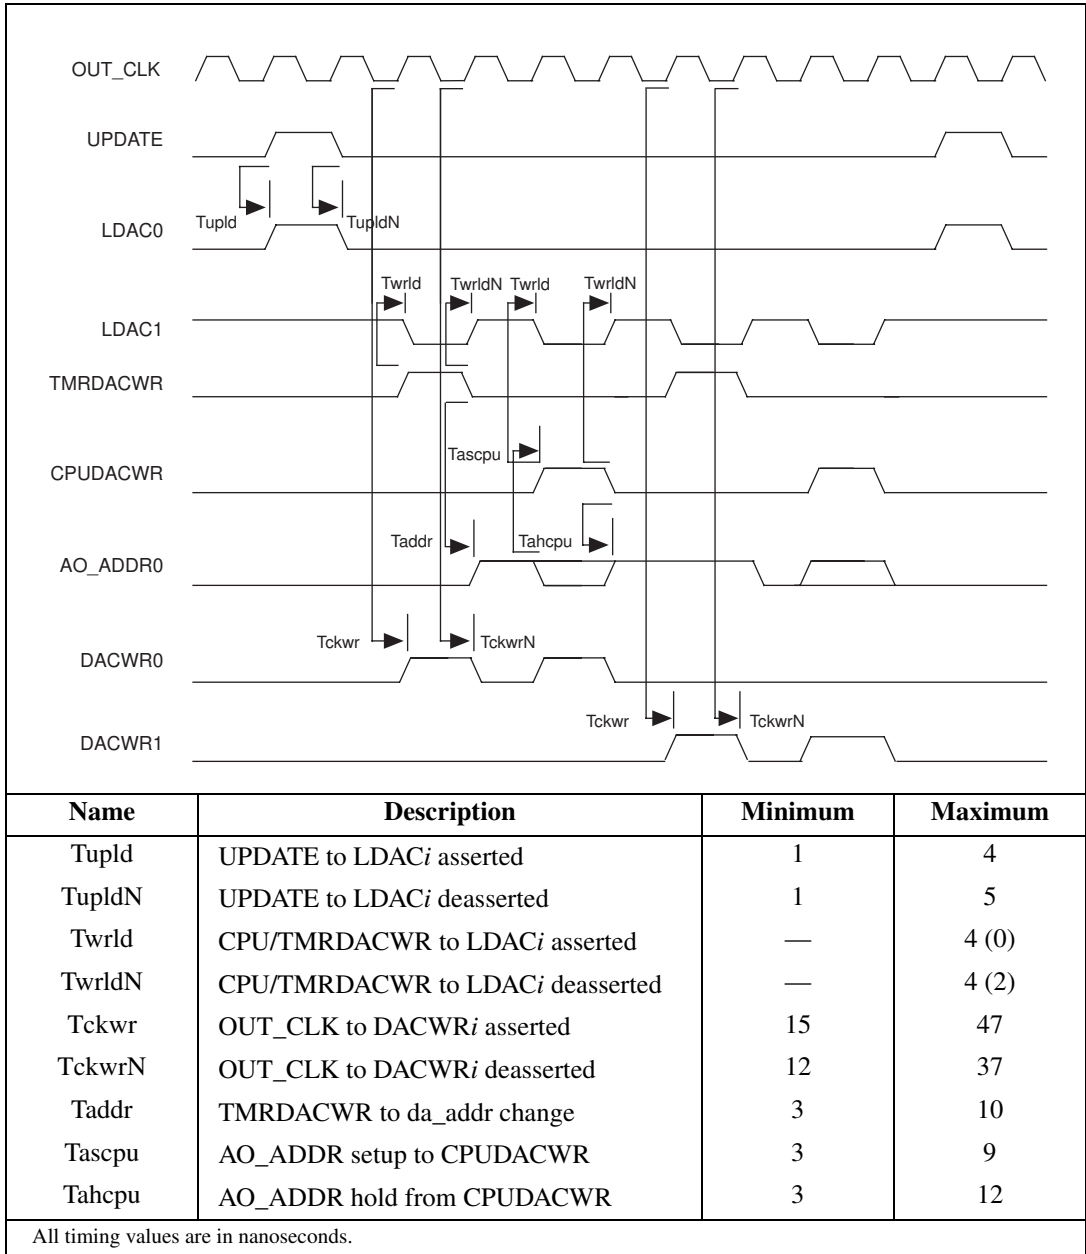 OUT_CLK
UPDATE
Tupld
TupldN
LDAC0
Twrld
TwrldN
Twrld
TwrldN
LDAC1
TMRDACWR
Tascpu
CPUDACWR
Taddr
Tahcpu
AO_ADDR0
Tckwr
TckwrN
DACWR0
Tckwr
TckwrN
DACWR1
Name Description Minimum Maximum
Tupld UPDATE to LDACi asserted 1 4
TupldN UPDATE to LDACi deasserted 1 5
Twrld CPU/TMRDACWR to LDACi asserted — 4 (0)
TwrldN CPU/TMRDACWR to LDACi deasserted — 4 (2)
Tckwr OUT_CLK to DACWRi asserted 15 47
TckwrN OUT_CLK to DACWRi deasserted 12 37
Taddr TMRDACWR to da_addr change 3 10
Tascpu AO_ADDR setup to CPUDACWR 3 9
Tahcpu AO_ADDR hold from CPUDACWR 3 12
All timing values are in nanoseconds.